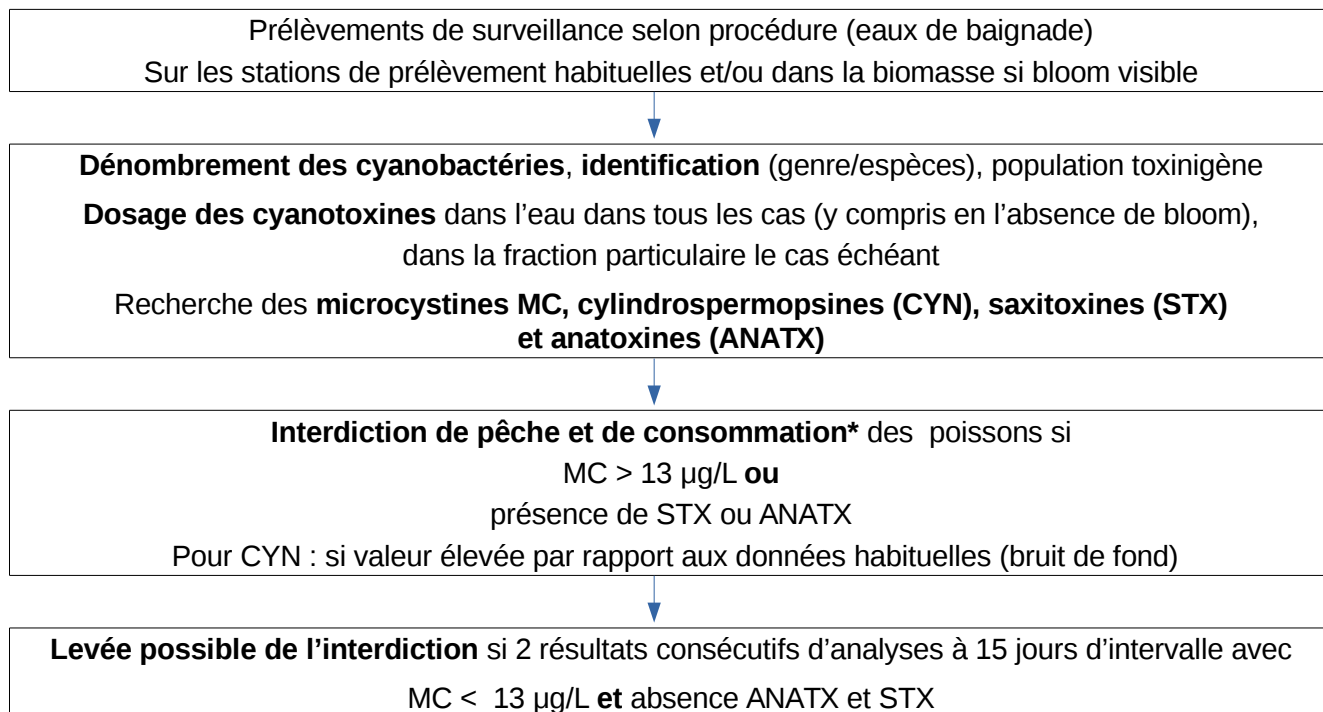 Prélèvements de surveillance selon procédure (eaux de baignade)
Sur les stations de prélèvement habituelles et/ou dans la biomasse si bloom visible
Dénombrement des cyanobactéries, identification (genre/espèces), population toxinigène
Dosage des cyanotoxines dans l’eau dans tous les cas (y compris en l’absence de bloom),
dans la fraction particulaire le cas échéant
Recherche des microcystines MC, cylindrospermopsines (CYN), saxitoxines (STX)
et anatoxines (ANATX)
Interdiction de pêche et de consommation* des poissons si
MC > 13 µg/L ou
présence de STX ou ANATX
Pour CYN : si valeur élevée par rapport aux données habituelles (bruit de fond)
Levée possible de l’interdiction si 2 résultats consécutifs d’analyses à 15 jours d’intervalle avec
MC < 13 µg/L et absence ANATX et STX